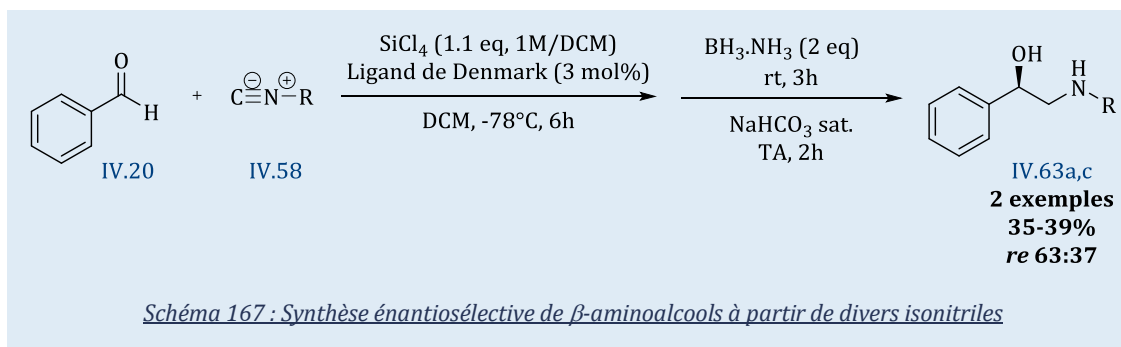 SiCl4 (1.1 eq, 1M/DCM)
Ligand de Denmark (3 mol%)
DCM, -78°C, 6h
BH3.NH3 (2 eq)
rt, 3h
NaHCO3 sat.
TA, 2h
O
H
+
C≡N–R
⊖ ⊕
OH
H
N
R
IV.20
IV.58
IV.63a,c
2 exemples
35-39%
re 63:37
Schéma 167 : Synthèse énantiosélective de β-aminoalcools à partir de divers isonitriles